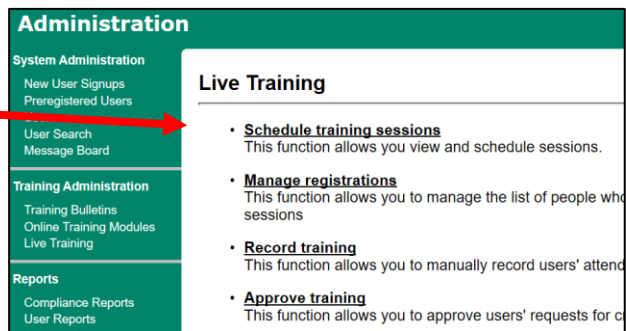 Administration
System Administration
New User Signups
Preregistered Users
User Search
Message Board
Training Administration
Training Bulletins
Online Training Modules
Live Training
Reports
Compliance Reports
User Reports
Live Training
• Schedule training sessions
This function allows you view and schedule sessions.
• Manage registrations
This function allows you to manage the list of people who
sessions
• Record training
This function allows you to manually record users' attend
• Approve training
This function allows you to approve users' requests for c